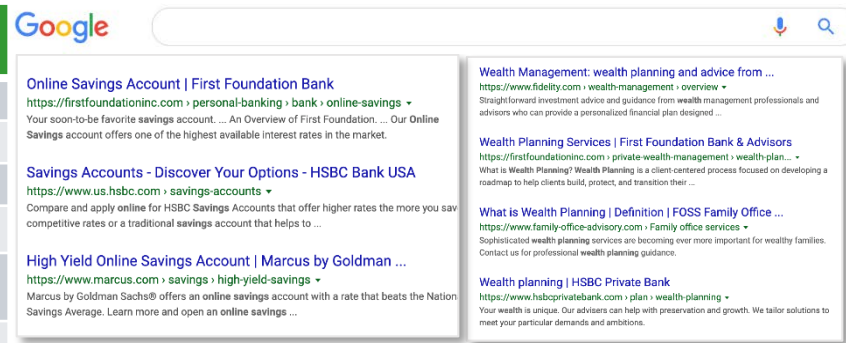 Google
Online Savings Account | First Foundation Bank
https://firstfoundationinc.com › personal-banking › bank › online-savings
Your soon-to-be favorite savings account. ... An Overview of First Foundation. ... Our Online
Savings account offers one of the highest available interest rates in the market.
Savings Accounts - Discover Your Options - HSBC Bank USA
https://www.us.hsbc.com › savings-accounts
Compare and apply online for HSBC Savings Accounts that offer higher rates the more you sav
competitive rates or a traditional savings account that helps to ...
High Yield Online Savings Account | Marcus by Goldman ...
https://www.marcus.com › savings › high-yield-savings
Marcus by Goldman Sachs® offers an online savings account with a rate that beats the Nation
Savings Average. Learn more and open an online savings ...
Wealth Management: wealth planning and advice from ...
https://www.fidelity.com › wealth-management › overview
Straightforward investment advice and guidance from wealth management professionals and
advisors who can provide a personalized financial plan designed ...
Wealth Planning Services | First Foundation Bank & Advisors
https://firstfoundationinc.com › private-wealth-management › wealth-plan...
What is Wealth Planning? Wealth Planning is a client-centered process focused on developing a
roadmap to help clients build, protect, and transition their ...
What is Wealth Planning | Definition | FOSS Family Office ...
https://www.family-office-advisory.com › Family office services
Sophisticated wealth planning services are becoming ever more important for wealthy families.
Contact us for professional wealth planning guidance.
Wealth planning | HSBC Private Bank
https://www.hsbcprivatebank.com › plan › wealth-planning
Your wealth is unique. Our advisers can help with preservation and growth. We tailor solutions to
meet your particular demands and ambitions.